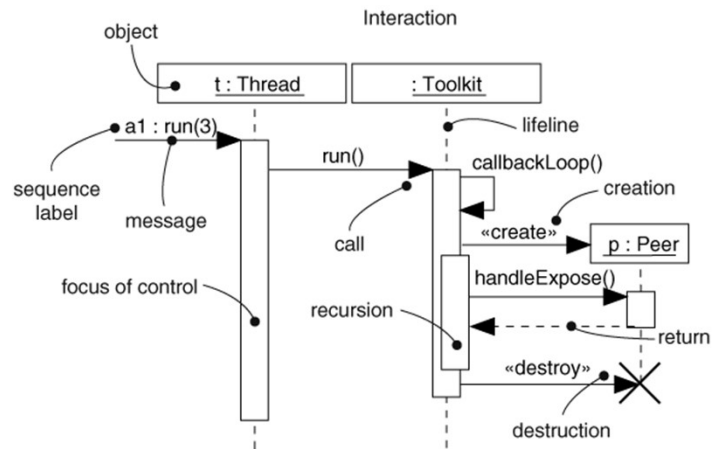 Interaction
object
t : Thread
: Toolkit
a1 : run(3)
lifeline
run()
callbackLoop()
sequence
label
message
call
creation
«create»
p : Peer
focus of control
handleExpose()
recursion
return
«destroy»
destruction